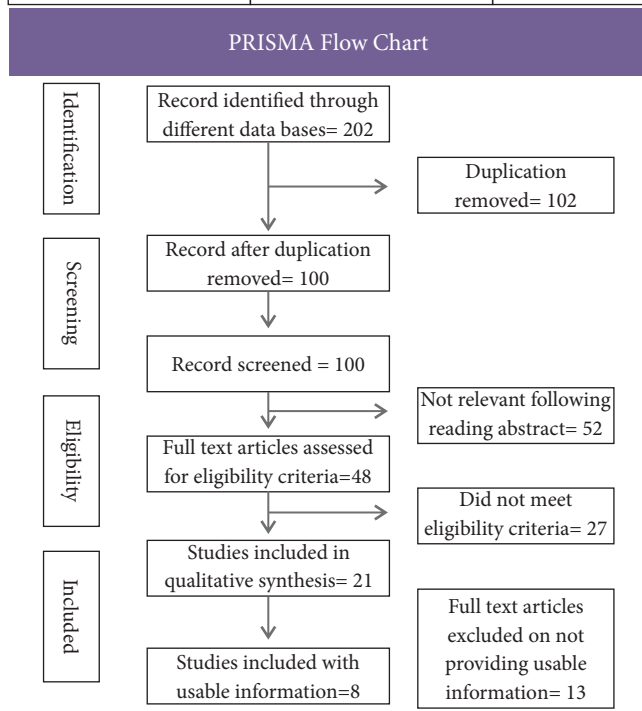 PRISMA Flow Chart
Identification
Record identified through
different data bases= 202
Duplication
removed= 102
Screening
Record after duplication
removed= 100
Record screened = 100
Not relevant following
reading abstract= 52
Eligibility
Full text articles assessed
for eligibility criteria=48
Did not meet
eligibility criteria= 27
Included
Studies included in
qualitative synthesis= 21
Full text articles
excluded on not
providing usable
information= 13
Studies included with
usable information=8